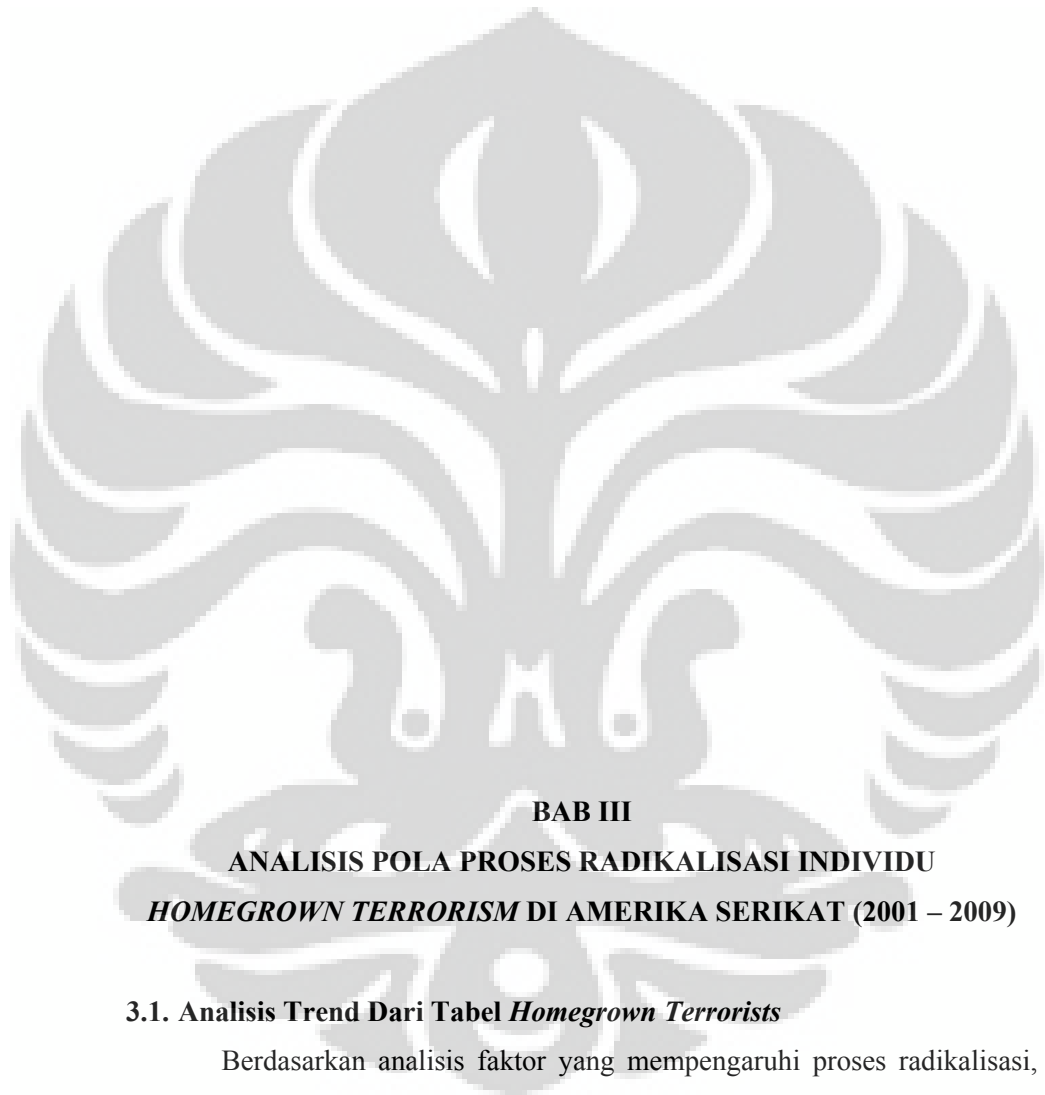 BAB III
ANALISIS POLA PROSES RADIKALISASI INDIVIDU
HOMEGROWN TERRORISM DI AMERIKA SERIKAT (2001 – 2009)
3.1. Analisis Trend Dari Tabel Homegrown Terrorists
Berdasarkan analisis faktor yang mempengaruhi proses radikalisasi,